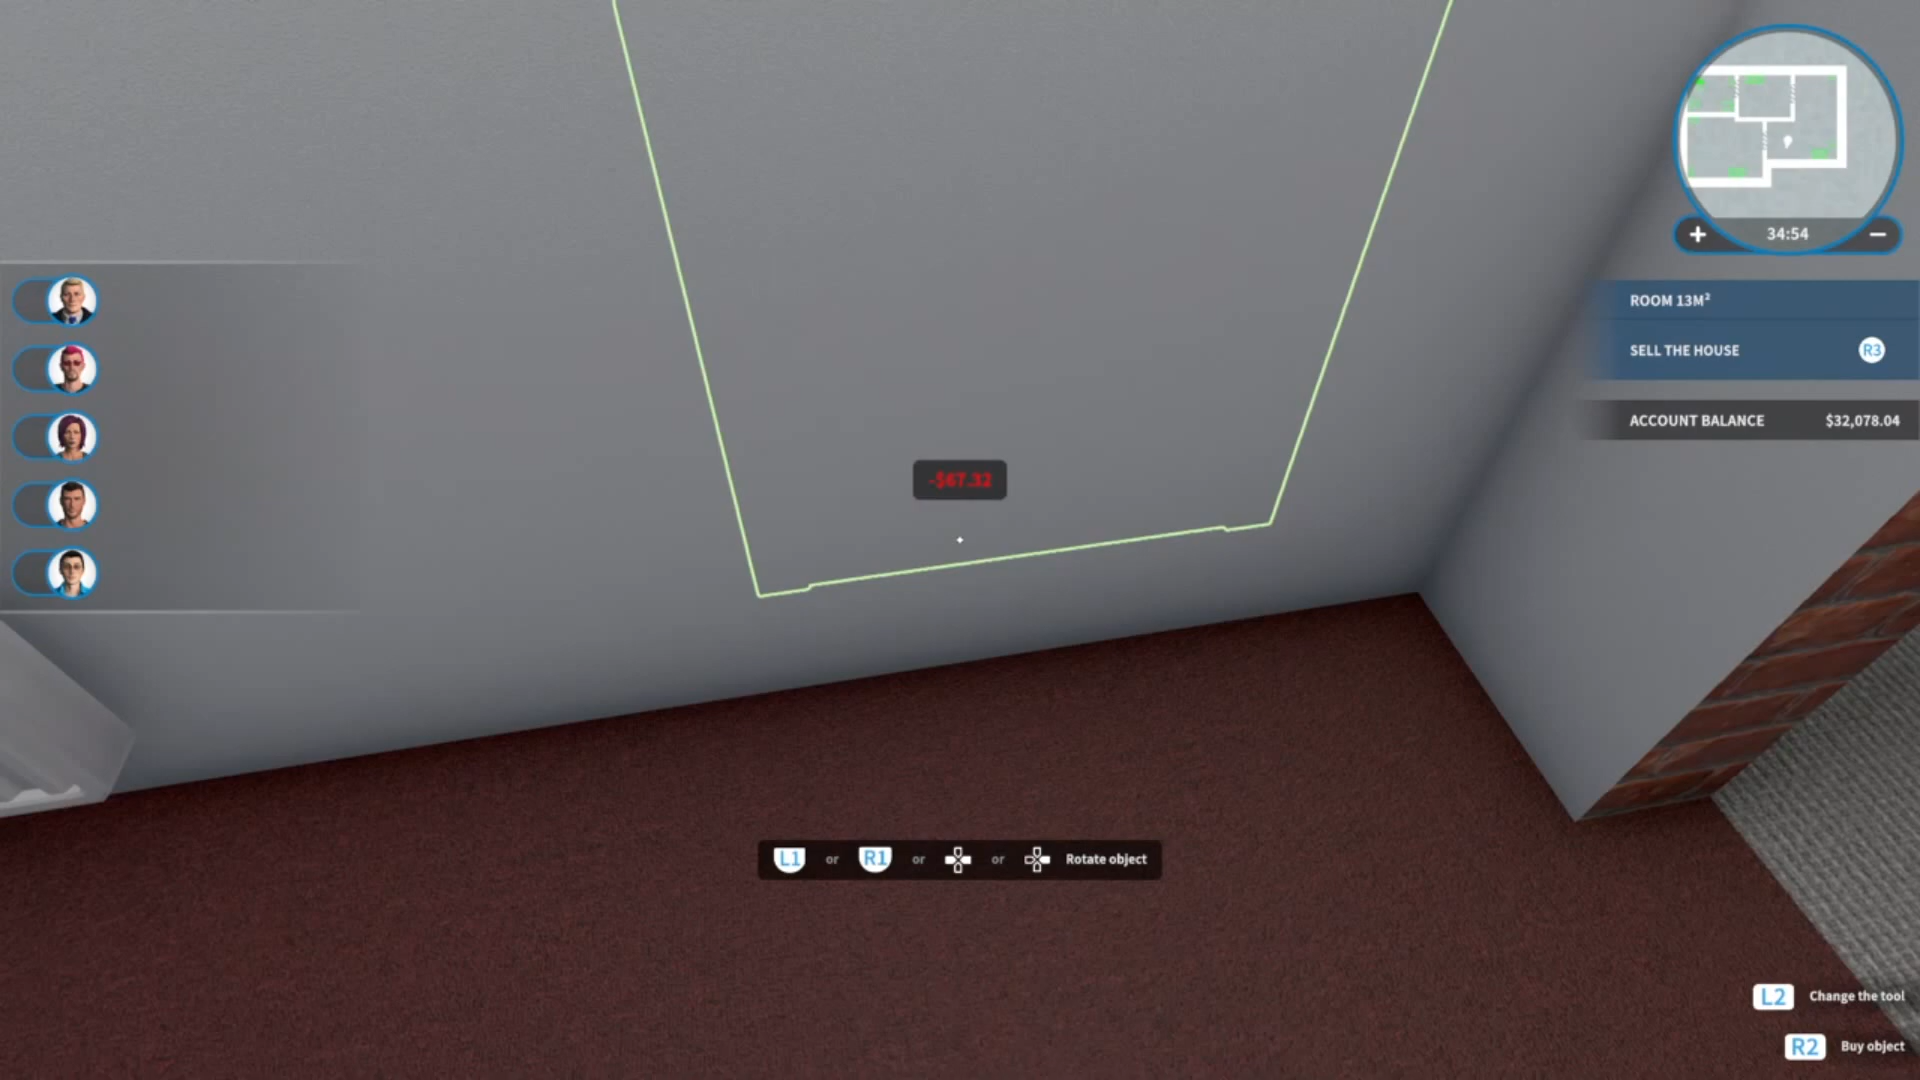 34:54
ROOM 13M²
SELL THE HOUSE R3
ACCOUNT BALANCE $32,078.04
-$67.32
L1 or R1 or or Rotate object
L2 Change the tool
R2 Buy object